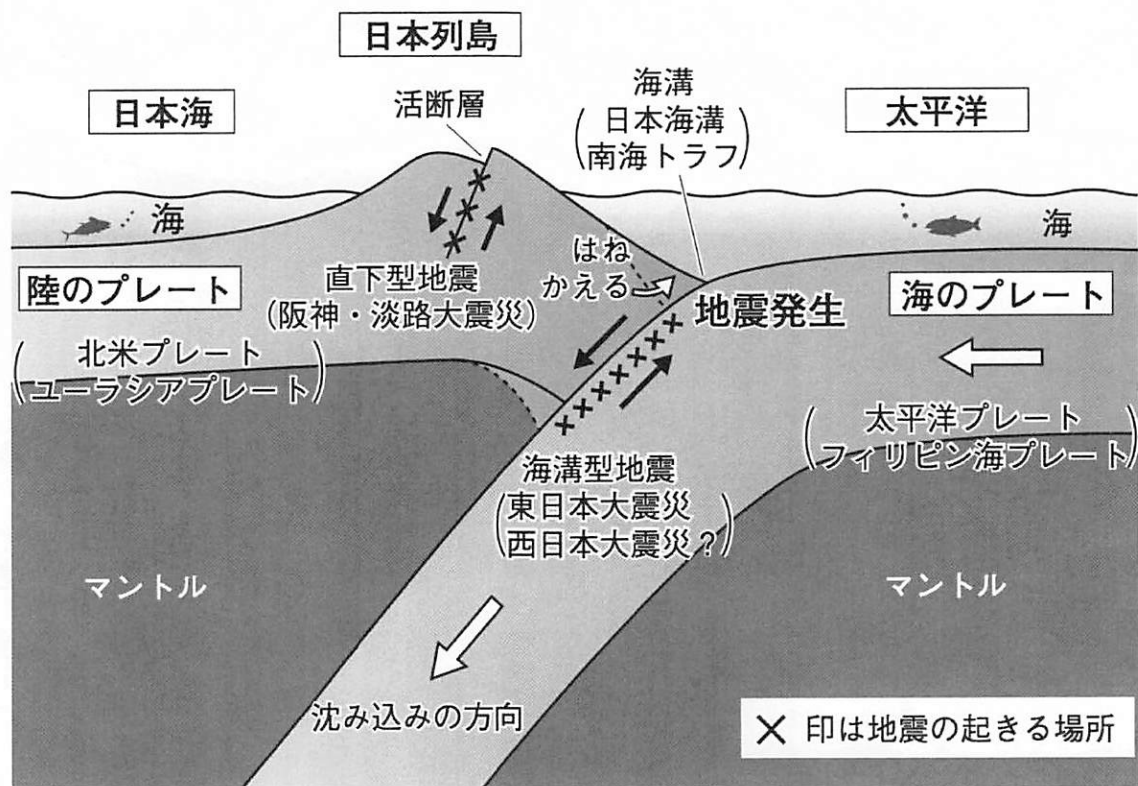 日本列島
日本海
活断層
海溝
日本海溝
南海トラフ
太平洋
海
海
はね
かえる
陸のプレート
直下型地震
(阪神・淡路大震災)
地震発生
海のプレート
北米プレート
ユーラシアプレート
太平洋プレート
フィリピン海プレート
海溝型地震
東日本大震災
西日本大震災?
マントル
マントル
沈み込みの方向
× 印は地震の起きる場所